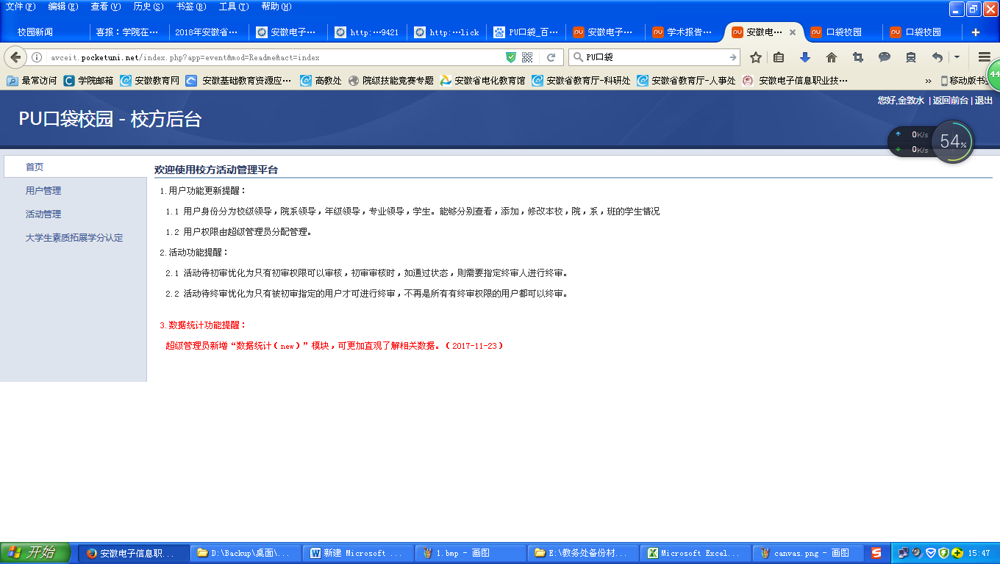 文件(F) 编辑(E) 查看(V) 历史(S) 书签(B) 工具(T) 帮助(H)
校园新闻 客报：学院在… 2018年安徽省… 安徽电子… http:…9421 http:…lick PU口袋_百… 安徽电子… 学术报告… 安徽电… 口袋校园 口袋校园
avceit.pocketuni.net/index.php?app=event&mod=Readme&act=index PU口袋
最常访问 学院邮箱 安徽教育网 安徽基础教育资源应… 高教处 院级技能竞赛专题 安徽省电化教育馆 安徽省教育厅-科研处 安徽省教育厅-人事处 安徽电子信息职业技… » 移动版书
44
您好,金敦水 | 返回前台 | 退出
PU口袋校园 - 校方后台
0K/s
0K/s
54%
首页
用户管理
活动管理
大学生素质拓展学分认定
欢迎使用校方活动管理平台
1.用户功能更新提醒：
1.1 用户身份分为校级领导，院系领导，年级领导，专业领导，学生。能够分别查看，添加，修改本校，院，系，班的学生情况
1.2 用户权限由超级管理员分配管理。
2.活动功能提醒：
2.1 活动待初审优化为只有初审权限可以审核，初审审核时，如通过状态，则需要指定终审人进行终审。
2.2 活动待终审优化为只有被初审指定的用户才可进行终审，不再是所有有终审权限的用户都可以终审。
3.数据统计功能提醒：
超级管理员新增“数据统计（new）”模块，可更加直观了解相关数据。（2017-11-23）
开始 安徽电子信息职... D:\Backup\桌面\... 新建 Microsoft ... 1.bmp - 画图 E:\教务处备份材... Microsoft Excel... canvas.png - 画图 15:47